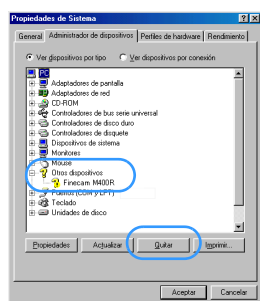 Propiedades de Sistema
General Administrador de dispositivos Perfiles de hardware Rendimiento
Ver dispositivos por tipo Ver dispositivos por conexión
PC
Adaptadores de pantalla
Adaptadores de red
CD-ROM
Controladores de bus serie universal
Controladores de disco duro
Controladores de disquete
Dispositivos de sistema
Monitores
Mouse
Otros dispositivos
Finecam M400R
Puertos (COM y LPT)
Teclado
Unidades de disco
Propiedades Actualizar Quitar Imprimir...
Aceptar Cancelar